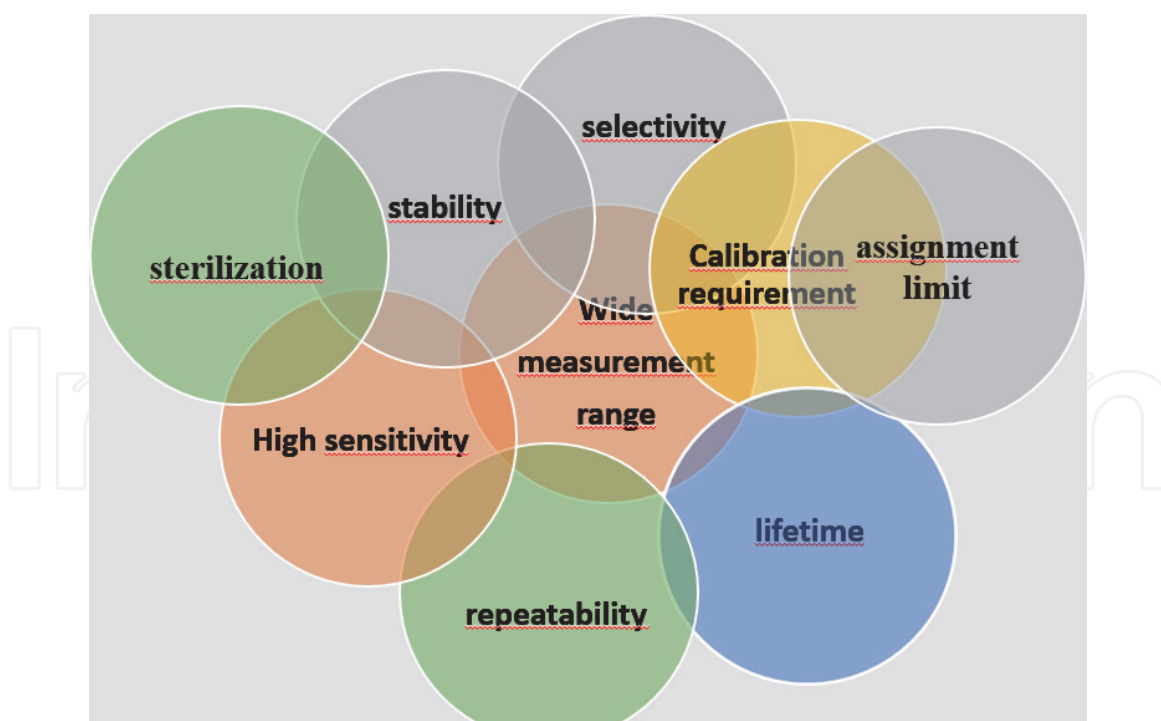 selectivity
stability
sterilization
Calibration
requirement
assignment
limit
Wide
measurement
range
High sensitivity
lifetime
repeatability